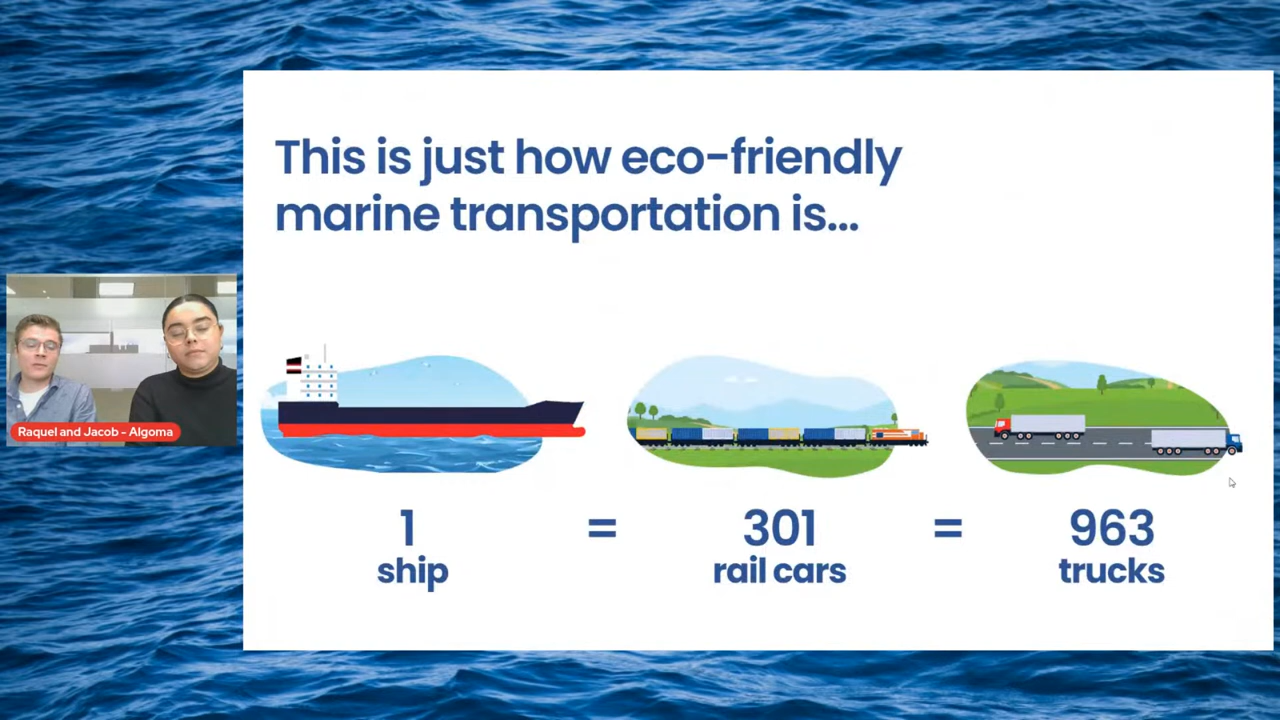 This is just how eco-friendly
marine transportation is...
Raquel and Jacob - Algoma
1 = 301 = 963
ship rail cars trucks